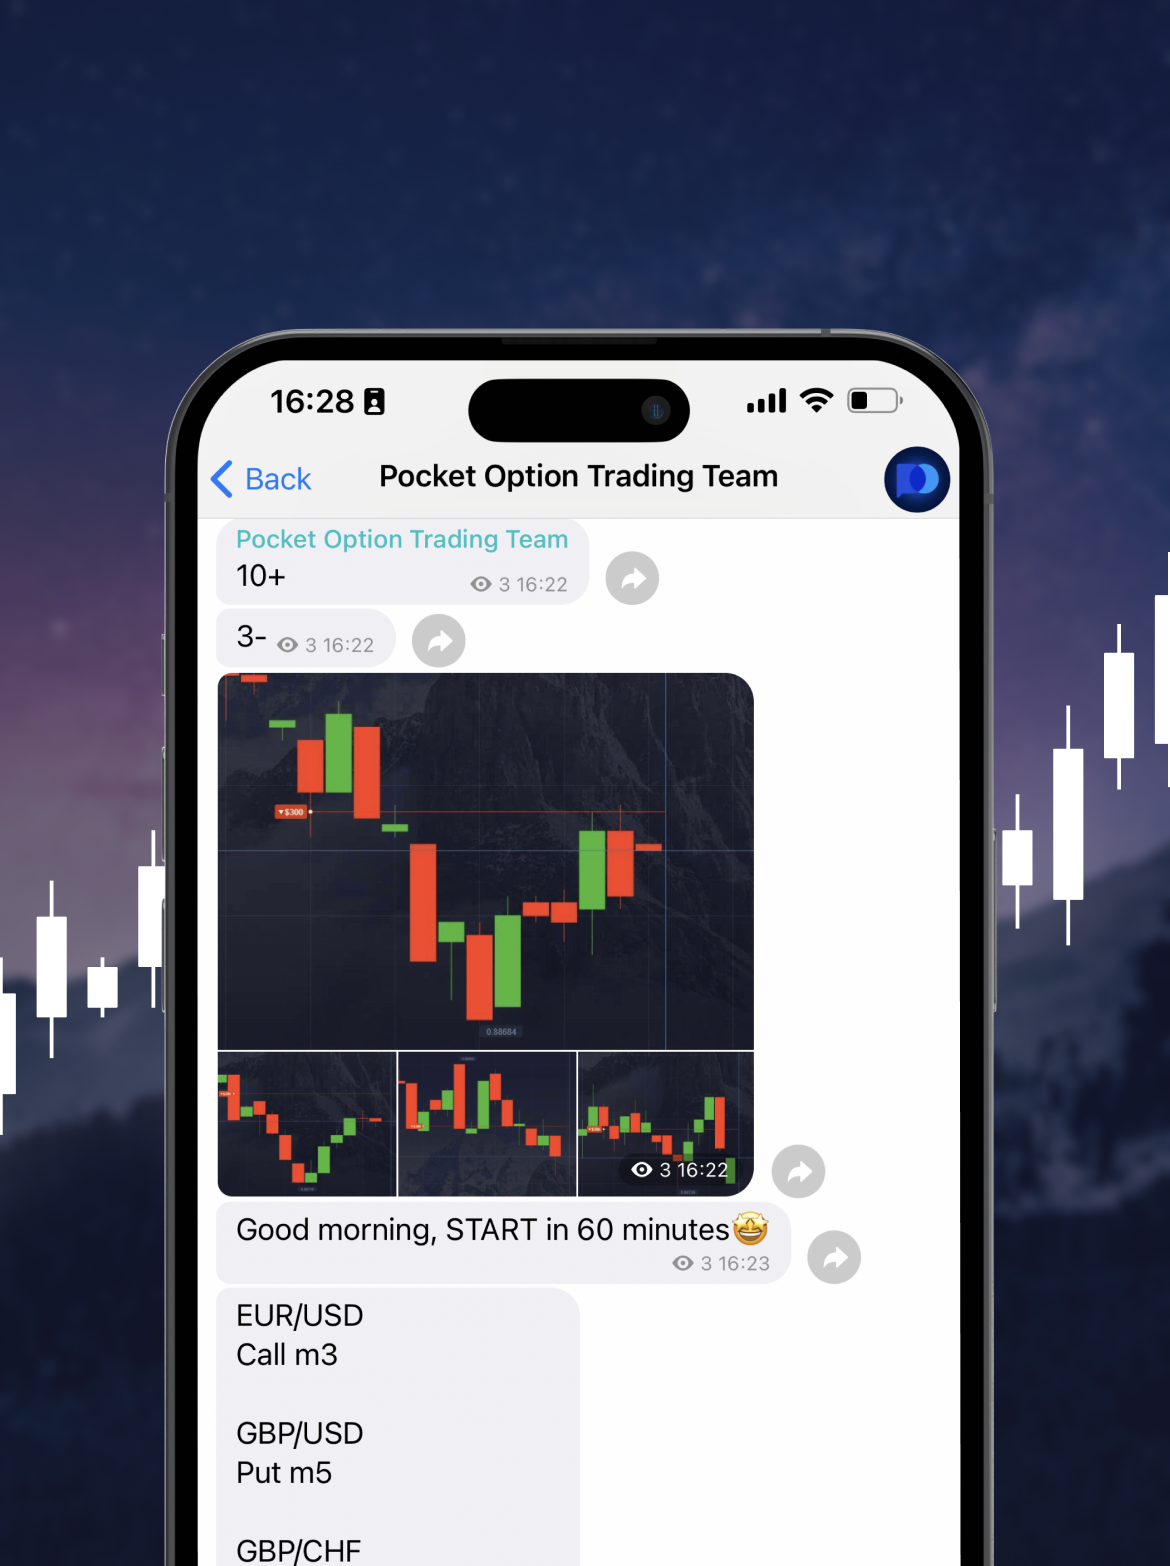 16:28
Back
Pocket Option Trading Team
Pocket Option Trading Team
10+
3 16:22
3-
3 16:22
▼$300
0.88684
3 16:22
Good morning, START in 60 minutes🤩
3 16:23
EUR/USD
Call m3
GBP/USD
Put m5
GBP/CHF